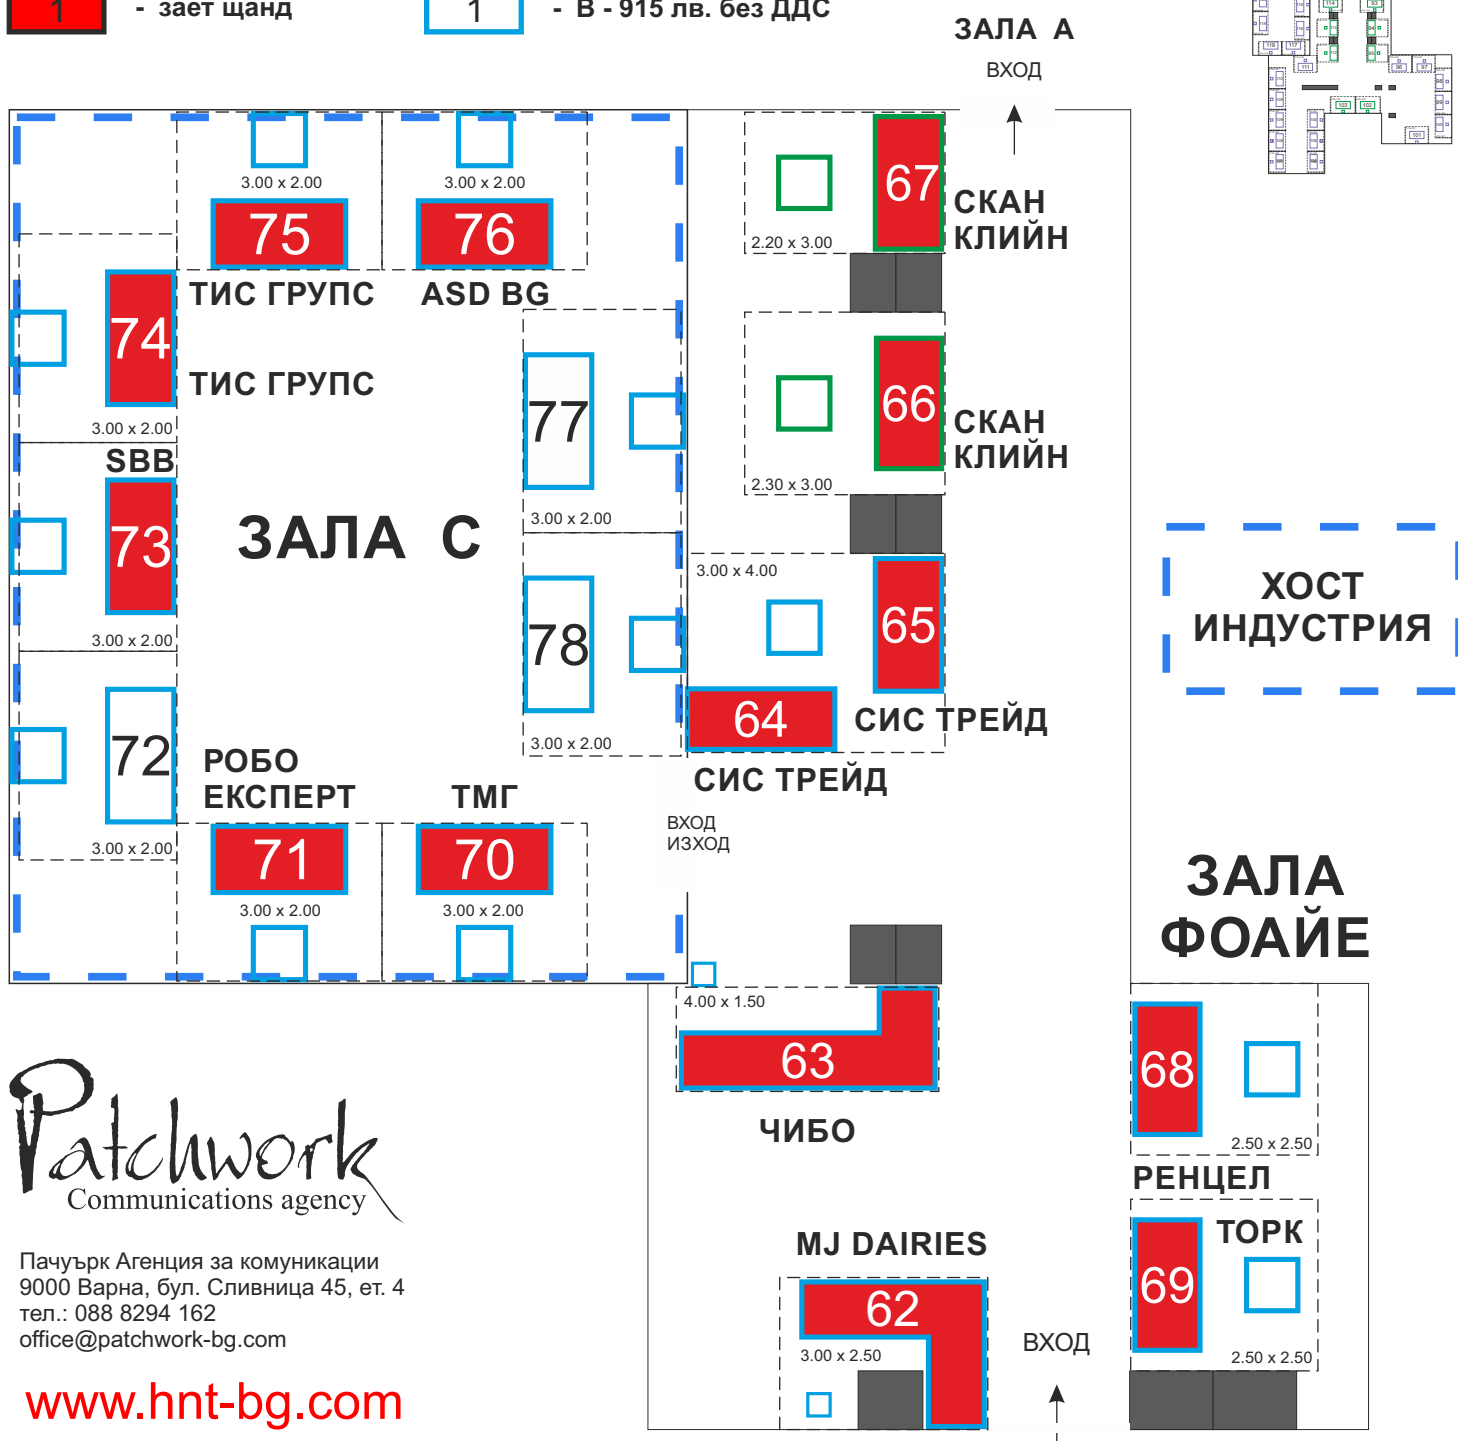 1 - зает щанд
1 - В - 915 лв. без ДДС
ЗАЛА А
ВХОД
3.00 x 2.00
75
ТИС ГРУПС
3.00 x 2.00
76
ASD BG
74
ТИС ГРУПС
3.00 x 2.00
SBB
73
3.00 x 2.00
72
3.00 x 2.00
ЗАЛА С
77
3.00 x 2.00
78
3.00 x 2.00
РОБО
ЕКСПЕРТ
71
3.00 x 2.00
ТМГ
70
3.00 x 2.00
67
2.20 x 3.00
СКАН
КЛИЙН
66
2.30 x 3.00
СКАН
КЛИЙН
3.00 x 4.00
65
СИС ТРЕЙД
64
СИС ТРЕЙД
ВХОД
ИЗХОД
ХОСТ
ИНДУСТРИЯ
ЗАЛА
ФОАЙЕ
4.00 x 1.50
63
ЧИБО
68
2.50 x 2.50
РЕНЦЕЛ
ТОРК
69
2.50 x 2.50
MJ DAIRIES
62
3.00 x 2.50
ВХОД
Patchwork
Communications agency
Пачуърк Агенция за комуникации
9000 Варна, бул. Сливница 45, ет. 4
тел.: 088 8294 162
office@patchwork-bg.com
www.hnt-bg.com